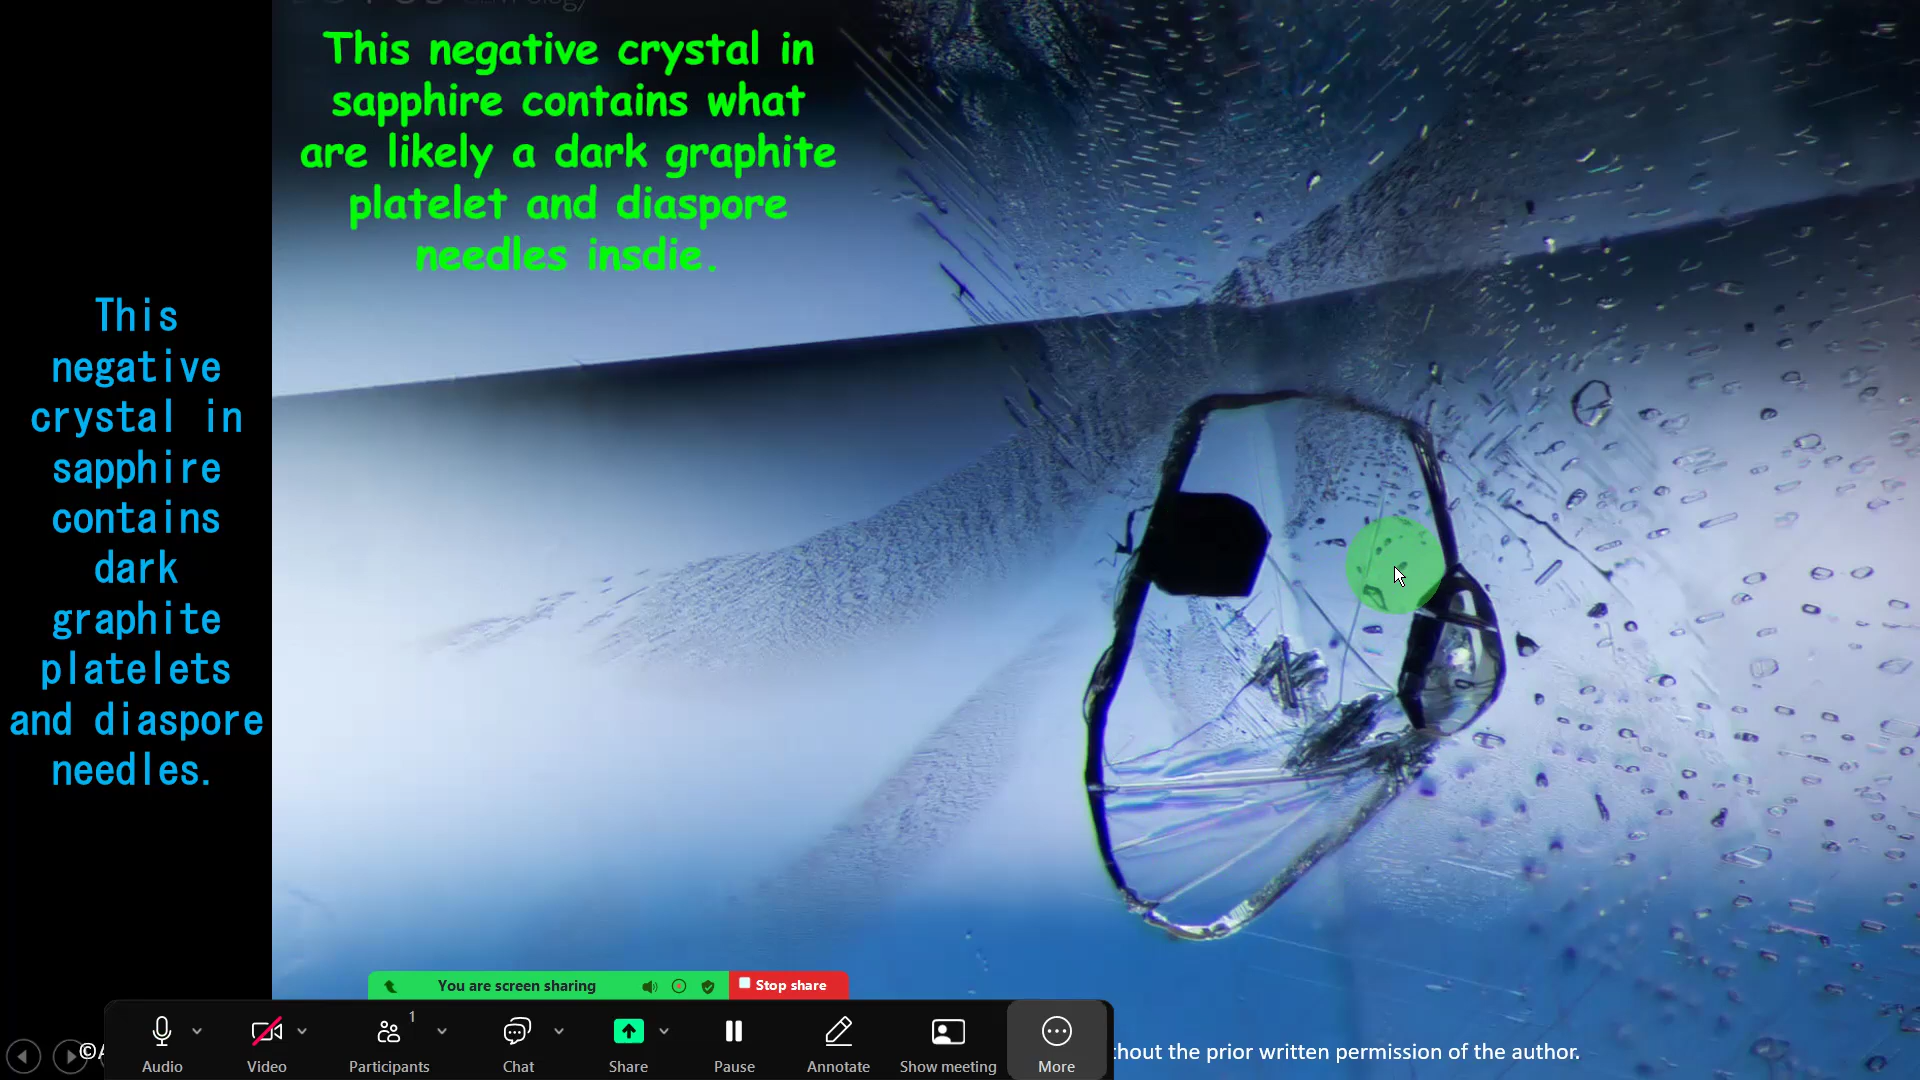 This negative crystal in
sapphire contains what
are likely a dark graphite
platelet and diaspore
needles insdie.
This
negative
crystal in
sapphire
contains
dark
graphite
platelets
and diaspore
needles.
You are screen sharing
Stop share
1
Audio
Video
Participants
Chat
Share
Pause
Annotate
Show meeting
More
©
the prior written permission of the author.